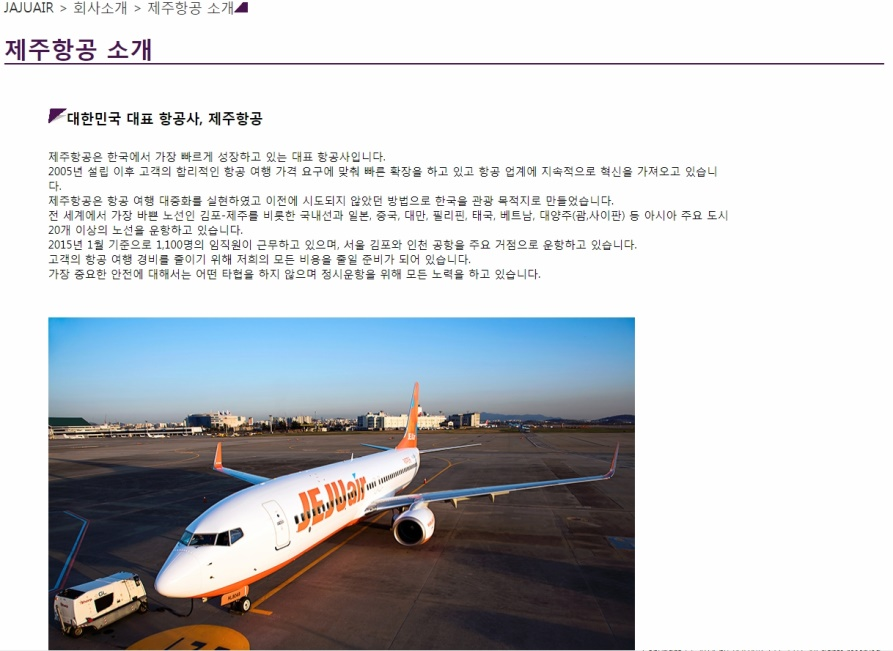 JAJUAIR > 회사소개 > 제주항공 소개
제주항공 소개
대한민국 대표 항공사, 제주항공
제주항공은 한국에서 가장 빠르게 성장하고 있는 대표 항공사입니다.
2005년 설립 이후 고객의 합리적인 항공 여행 가격 요구에 맞춰 빠른 확장을 하고 있고 항공 업계에 지속적으로 혁신을 가져오고 있습니
다.
제주항공은 항공 여행 대중화를 실현하였고 이전에 시도되지 않았던 방법으로 한국을 관광 목적지로 만들었습니다.
전 세계에서 가장 바쁜 노선인 김포-제주를 비롯한 국내선과 일본, 중국, 대만, 필리핀, 태국, 베트남, 대양주(괌,사이판) 등 아시아 주요 도시
20개 이상의 노선을 운항하고 있습니다.
2015년 1월 기준으로 1,100명의 임직원이 근무하고 있으며, 서울 김포와 인천 공항을 주요 거점으로 운항하고 있습니다.
고객의 항공 여행 경비를 줄이기 위해 저희의 모든 비용을 줄일 준비가 되어 있습니다.
가장 중요한 안전에 대해서는 어떤 타협을 하지 않으며 정시운항을 위해 모든 노력을 하고 있습니다.
JEJUair